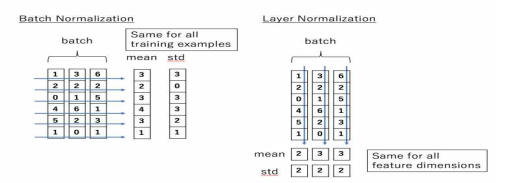 Batch Normalization
batch
Same for all
training examples
mean std
1 3 6 3 3
2 2 2 2 0
0 1 5 3 3
4 6 1 4 3
5 2 3 3 2
1 0 1 1 1
Layer Normalization
batch
1 3 6
2 2 2
0 1 5
4 6 1
5 2 3
1 0 1
mean 2 3 3
std 2 2 2
Same for all
feature dimensions